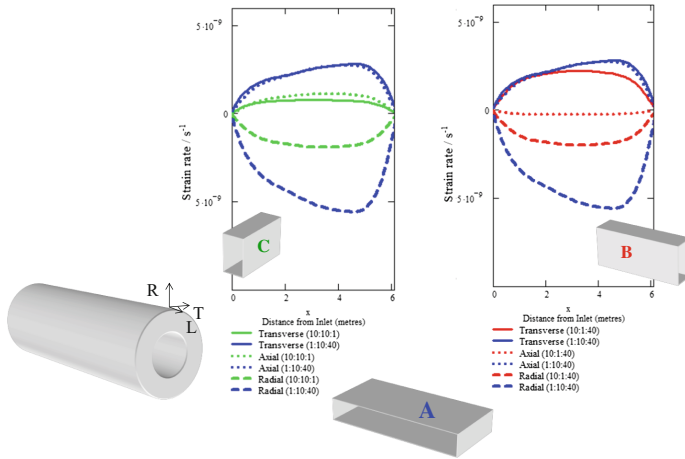 5·10⁻⁹
0
5·10⁻⁹
Strain rate / s⁻¹
0
2
4
6
x
Distance from Inlet (metres)
Transverse (10:10:1)
Transverse (1:10:40)
Axial (10:10:1)
Axial (1:10:40)
Radial (10:10:1)
Radial (1:10:40)
C
5·10⁻⁹
0
5·10⁻⁹
Strain rate / s⁻¹
0
2
4
6
x
Distance from Inlet (metres)
Transverse (10:1:40)
Transverse (1:10:40)
Axial (10:1:40)
Axial (1:10:40)
Radial (10:1:40)
Radial (1:10:40)
B
R
T
L
A